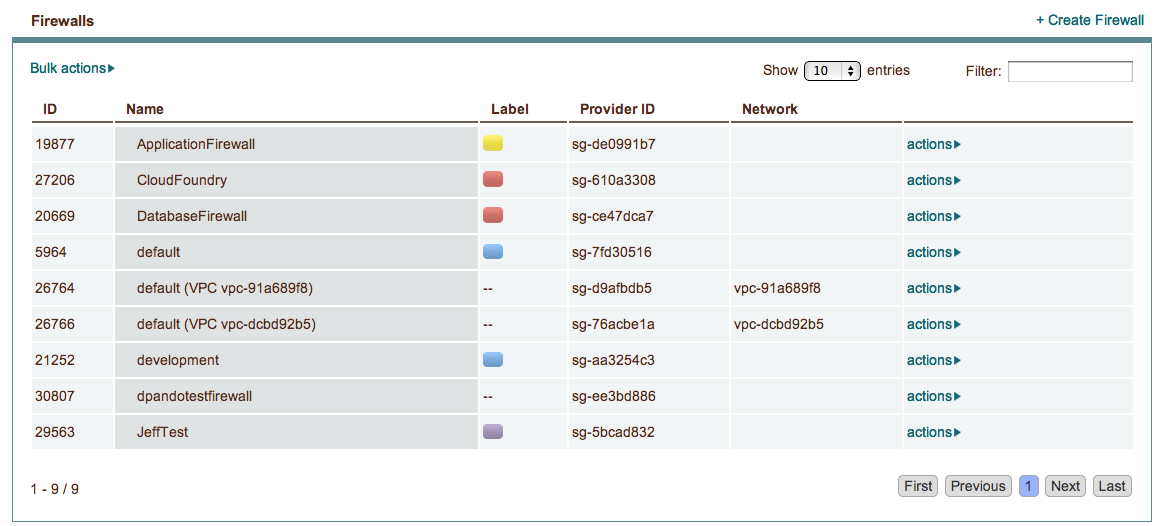 Firewalls + Create Firewall
Bulk actions Show 10 entries Filter:
ID Name Label Provider ID Network
19877 ApplicationFirewall sg-de0991b7 actions
27206 CloudFoundry sg-610a3308 actions
20669 DatabaseFirewall sg-ce47dca7 actions
5964 default sg-7fd30516 actions
26764 default (VPC vpc-91a689f8) -- sg-d9afbdb5 vpc-91a689f8 actions
26766 default (VPC vpc-dcbd92b5) -- sg-76acbe1a vpc-dcbd92b5 actions
21252 development sg-aa3254c3 actions
30807 dpandotestfirewall -- sg-ee3bd886 actions
29563 JeffTest sg-5bcad832 actions
1 - 9 / 9 First Previous 1 Next Last